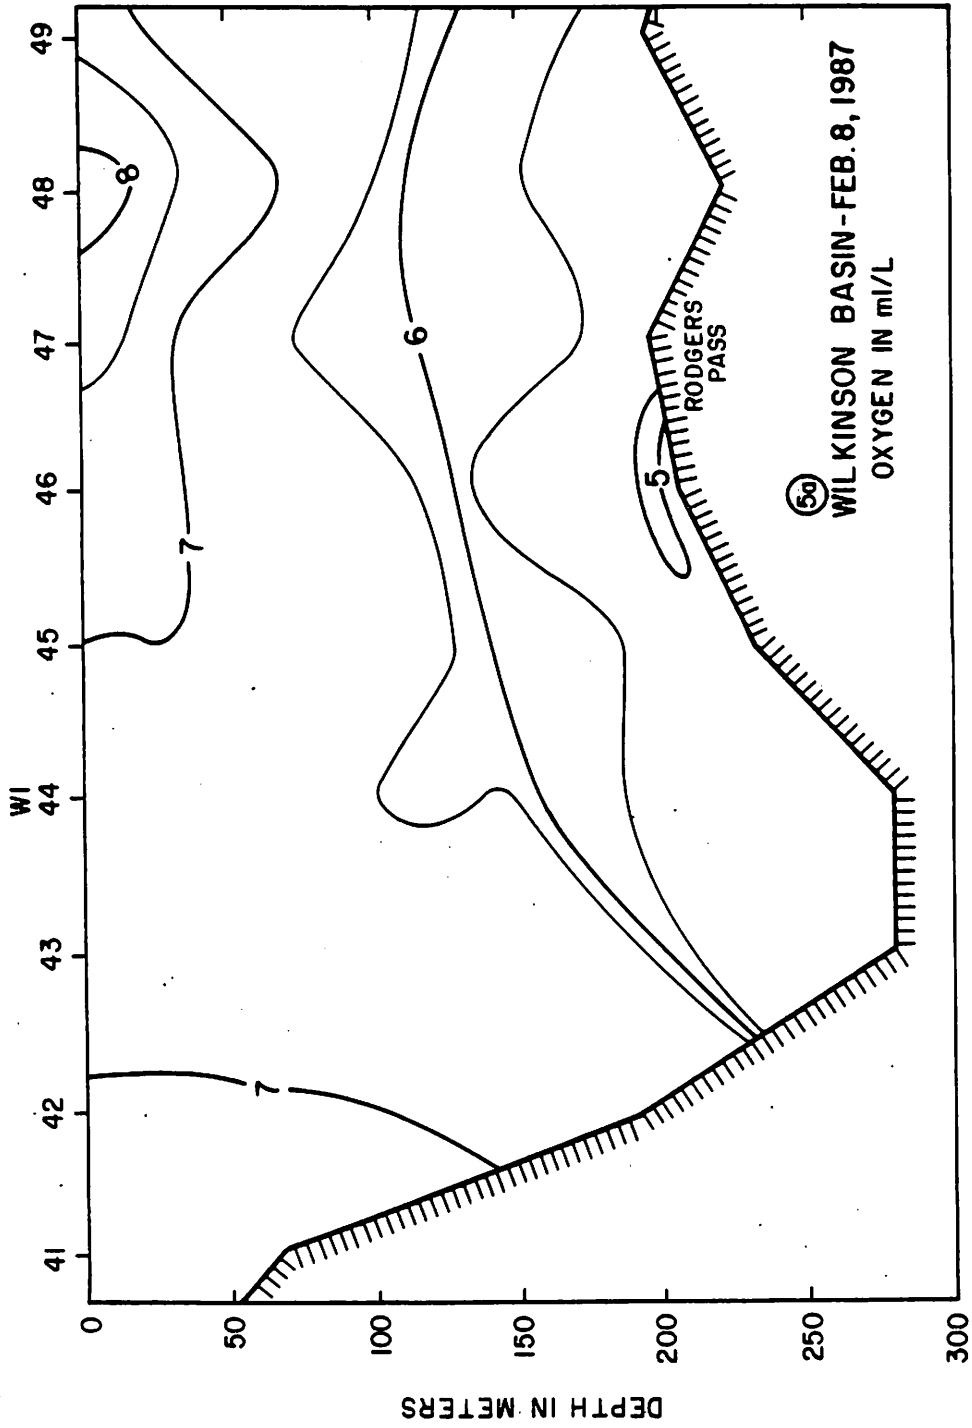 WI
41 42 43 44 45 46 47 48 49
0
50
100
150
200
250
300
DEPTH IN METERS
7
7
8
6
5
RODGERS
PASS
5a
WILKINSON BASIN-FEB. 8, 1987
OXYGEN IN ml/L